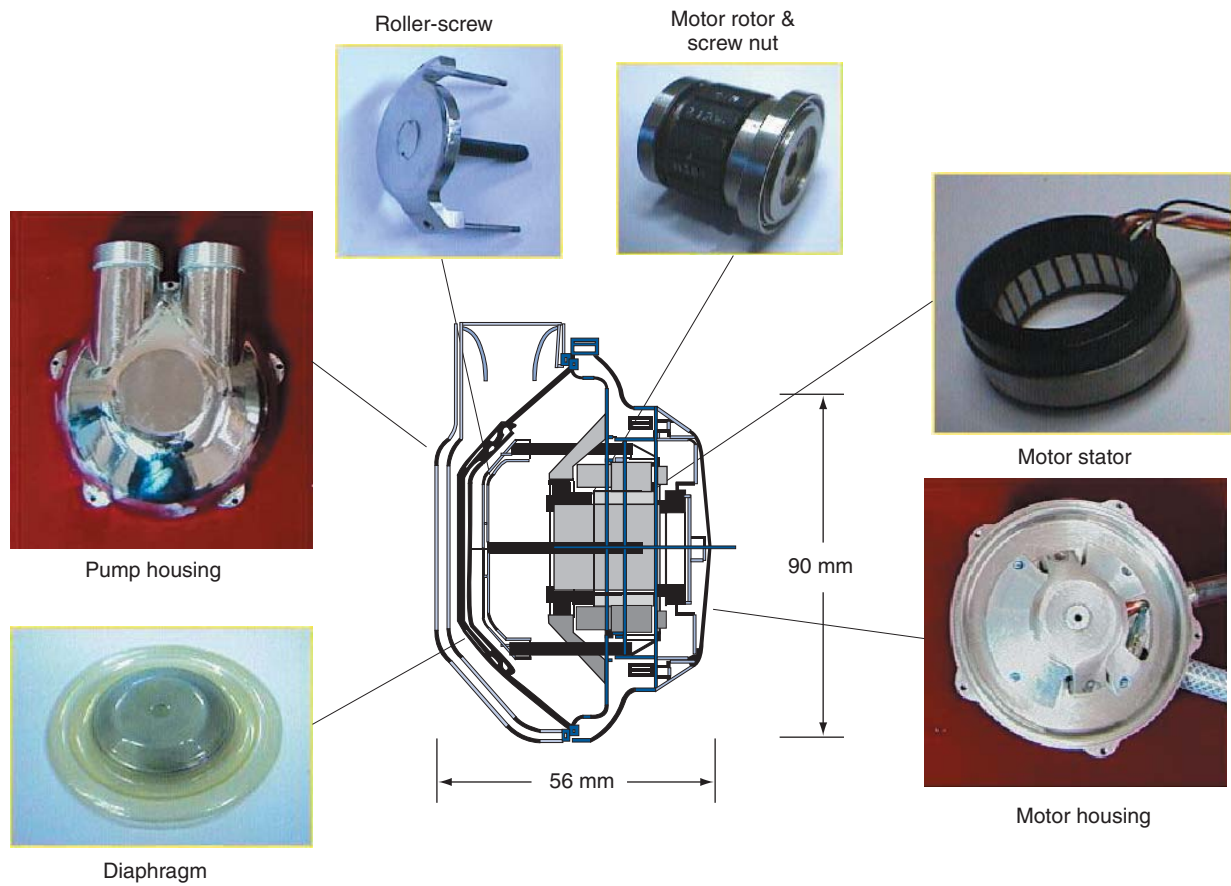 Roller-screw
Motor rotor &
screw nut
Pump housing
Motor stator
90 mm
56 mm
Diaphragm
Motor housing